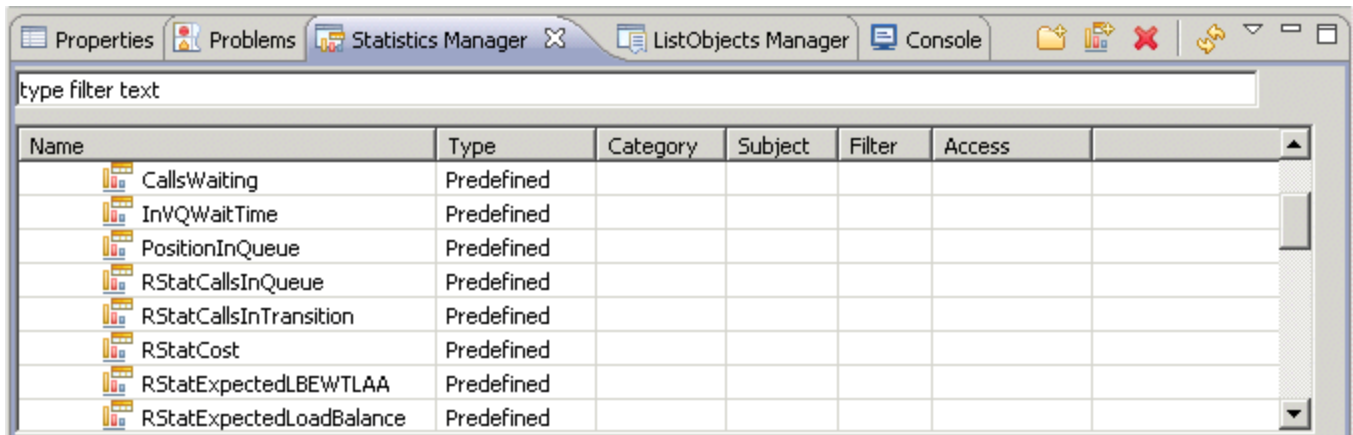 Properties Problems Statistics Manager ListObjects Manager Console
type filter text
Name Type Category Subject Filter Access
CallsWaiting Predefined
InVQWaitTime Predefined
PositionInQueue Predefined
RStatCallsInQueue Predefined
RStatCallsInTransition Predefined
RStatCost Predefined
RStatExpectedLBEWTLAA Predefined
RStatExpectedLoadBalance Predefined